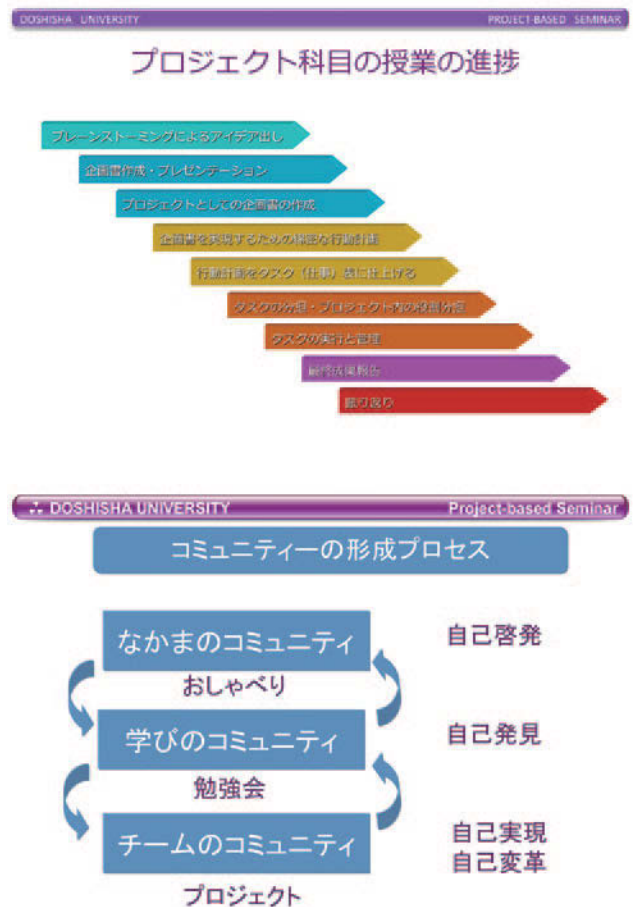 DOSHISHA UNIVERSITY PROJECT-BASED SEMINAR
プロジェクト科目の授業の進捗
ブレーンストーミングによるアイデア出し
企画書作成・プレゼンテーション
プロジェクトとしての企画書の作成
企画書を実現するための綿密な行動計画
行動計画をタスク（仕事）表に仕上げる
タスクの分担・プロジェクト内の役割分担
タスクの実行と管理
最終成果報告
振り返り
DOSHISHA UNIVERSITY Project-based Seminar
コミュニティーの形成プロセス
なかまのコミュニティ 自己啓発
おしゃべり
学びのコミュニティ 自己発見
勉強会
チームのコミュニティ 自己実現
自己変革
プロジェクト